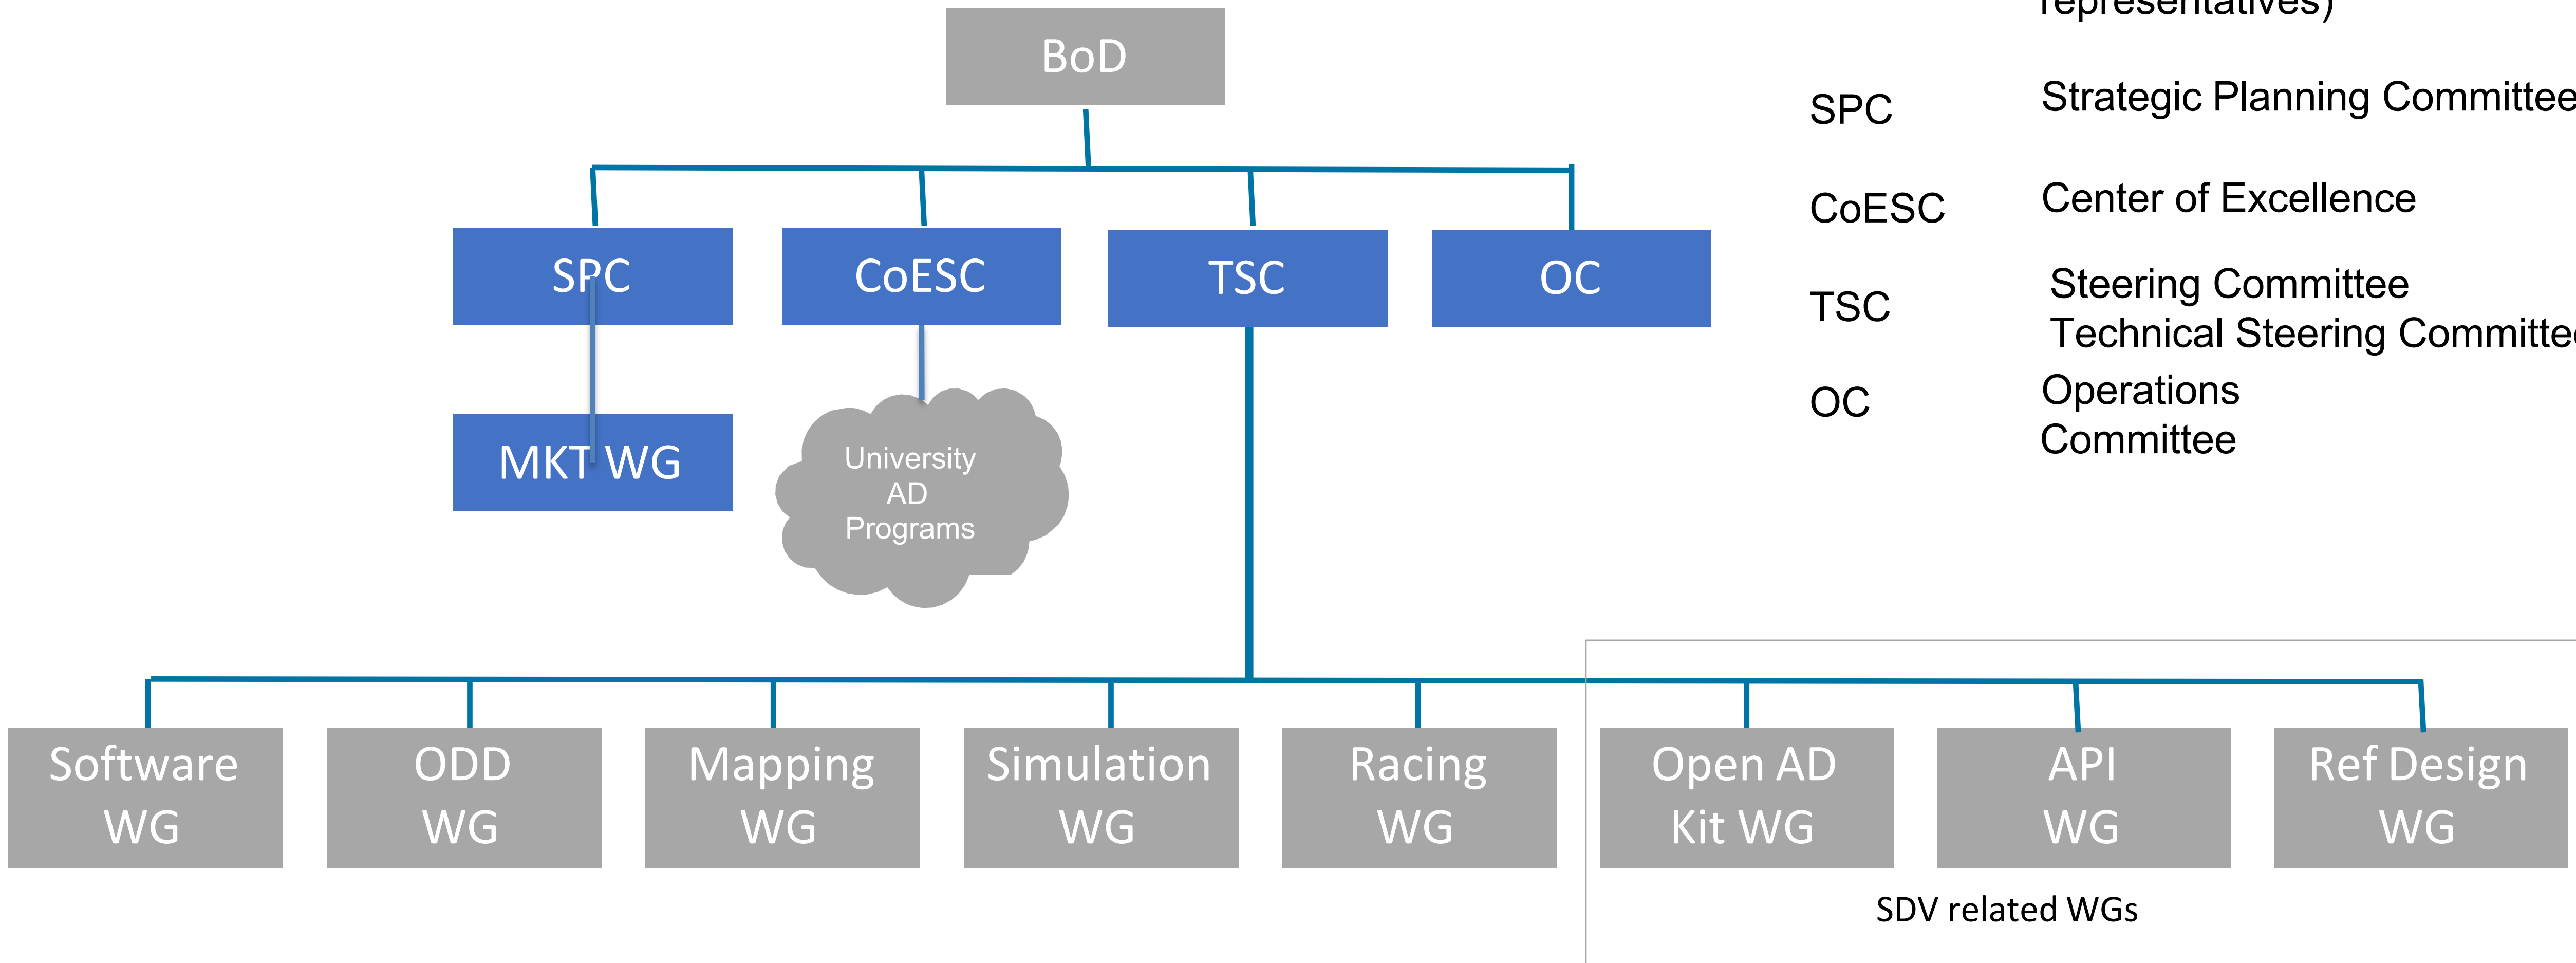 representatives)
BoD
SPC Strategic Planning Committee
CoESC Center of Excellence
TSC Steering Committee
Technical Steering Committee
OC Operations
Committee
SPC
CoESC
TSC
OC
MKT WG
University
AD
Programs
Software
WG
ODD
WG
Mapping
WG
Simulation
WG
Racing
WG
Open AD
Kit WG
API
WG
Ref Design
WG
SDV related WGs